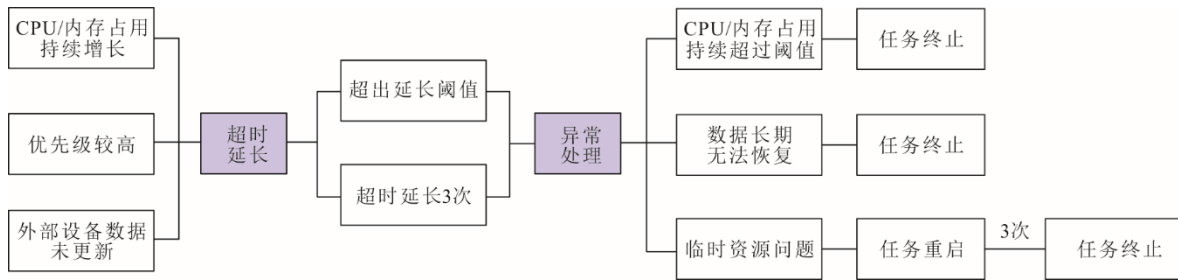 CPU/内存占用
持续增长
优先级较高
外部设备数据
未更新
超时
延长
超出延长阈值
超时延长3次
异常
处理
CPU/内存占用
持续超过阈值
任务终止
数据长期
无法恢复
任务终止
临时资源问题
任务重启
3次
任务终止